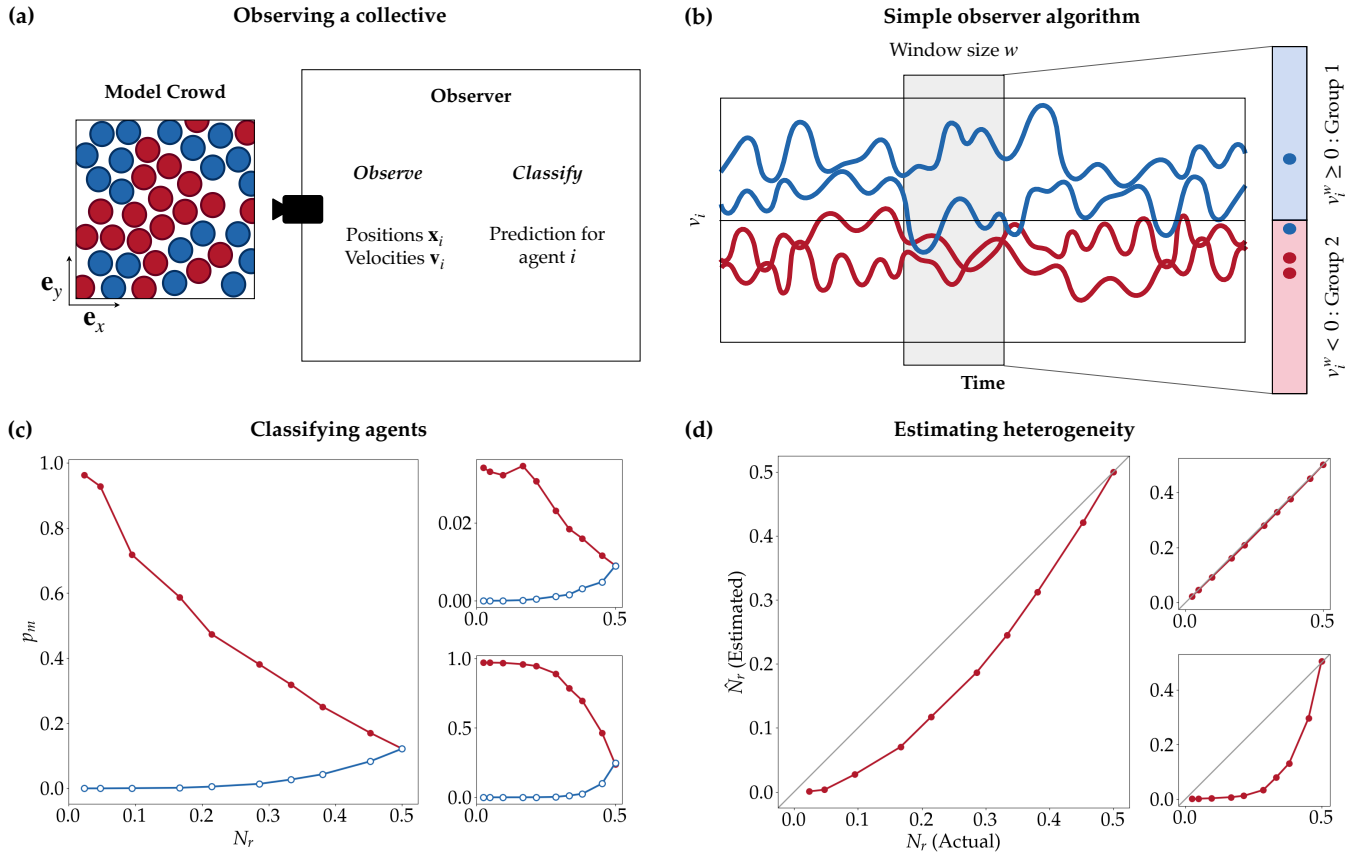 (a)
Observing a collective
Model Crowd
e_y
e_x
Observer
Observe
Classify
Positions x_i
Velocities v_i
Prediction for
agent i
(b)
Simple observer algorithm
Window size w
v_i
Time
v_i^w ≥ 0 : Group 1
v_i^w < 0 : Group 2
(c)
Classifying agents
1.0
0.8
0.6
0.4
0.2
0.0
p_m
0.0
0.1
0.2
0.3
0.4
0.5
N_r
0.02
0.00
0.0
0.5
1.0
0.5
0.0
0.0
0.5
(d)
Estimating heterogeneity
0.5
0.4
0.3
0.2
0.1
0.0
N̂_r (Estimated)
0.0
0.1
0.2
0.3
0.4
0.5
N_r (Actual)
0.4
0.2
0.0
0.0
0.5
0.4
0.2
0.0
0.0
0.5